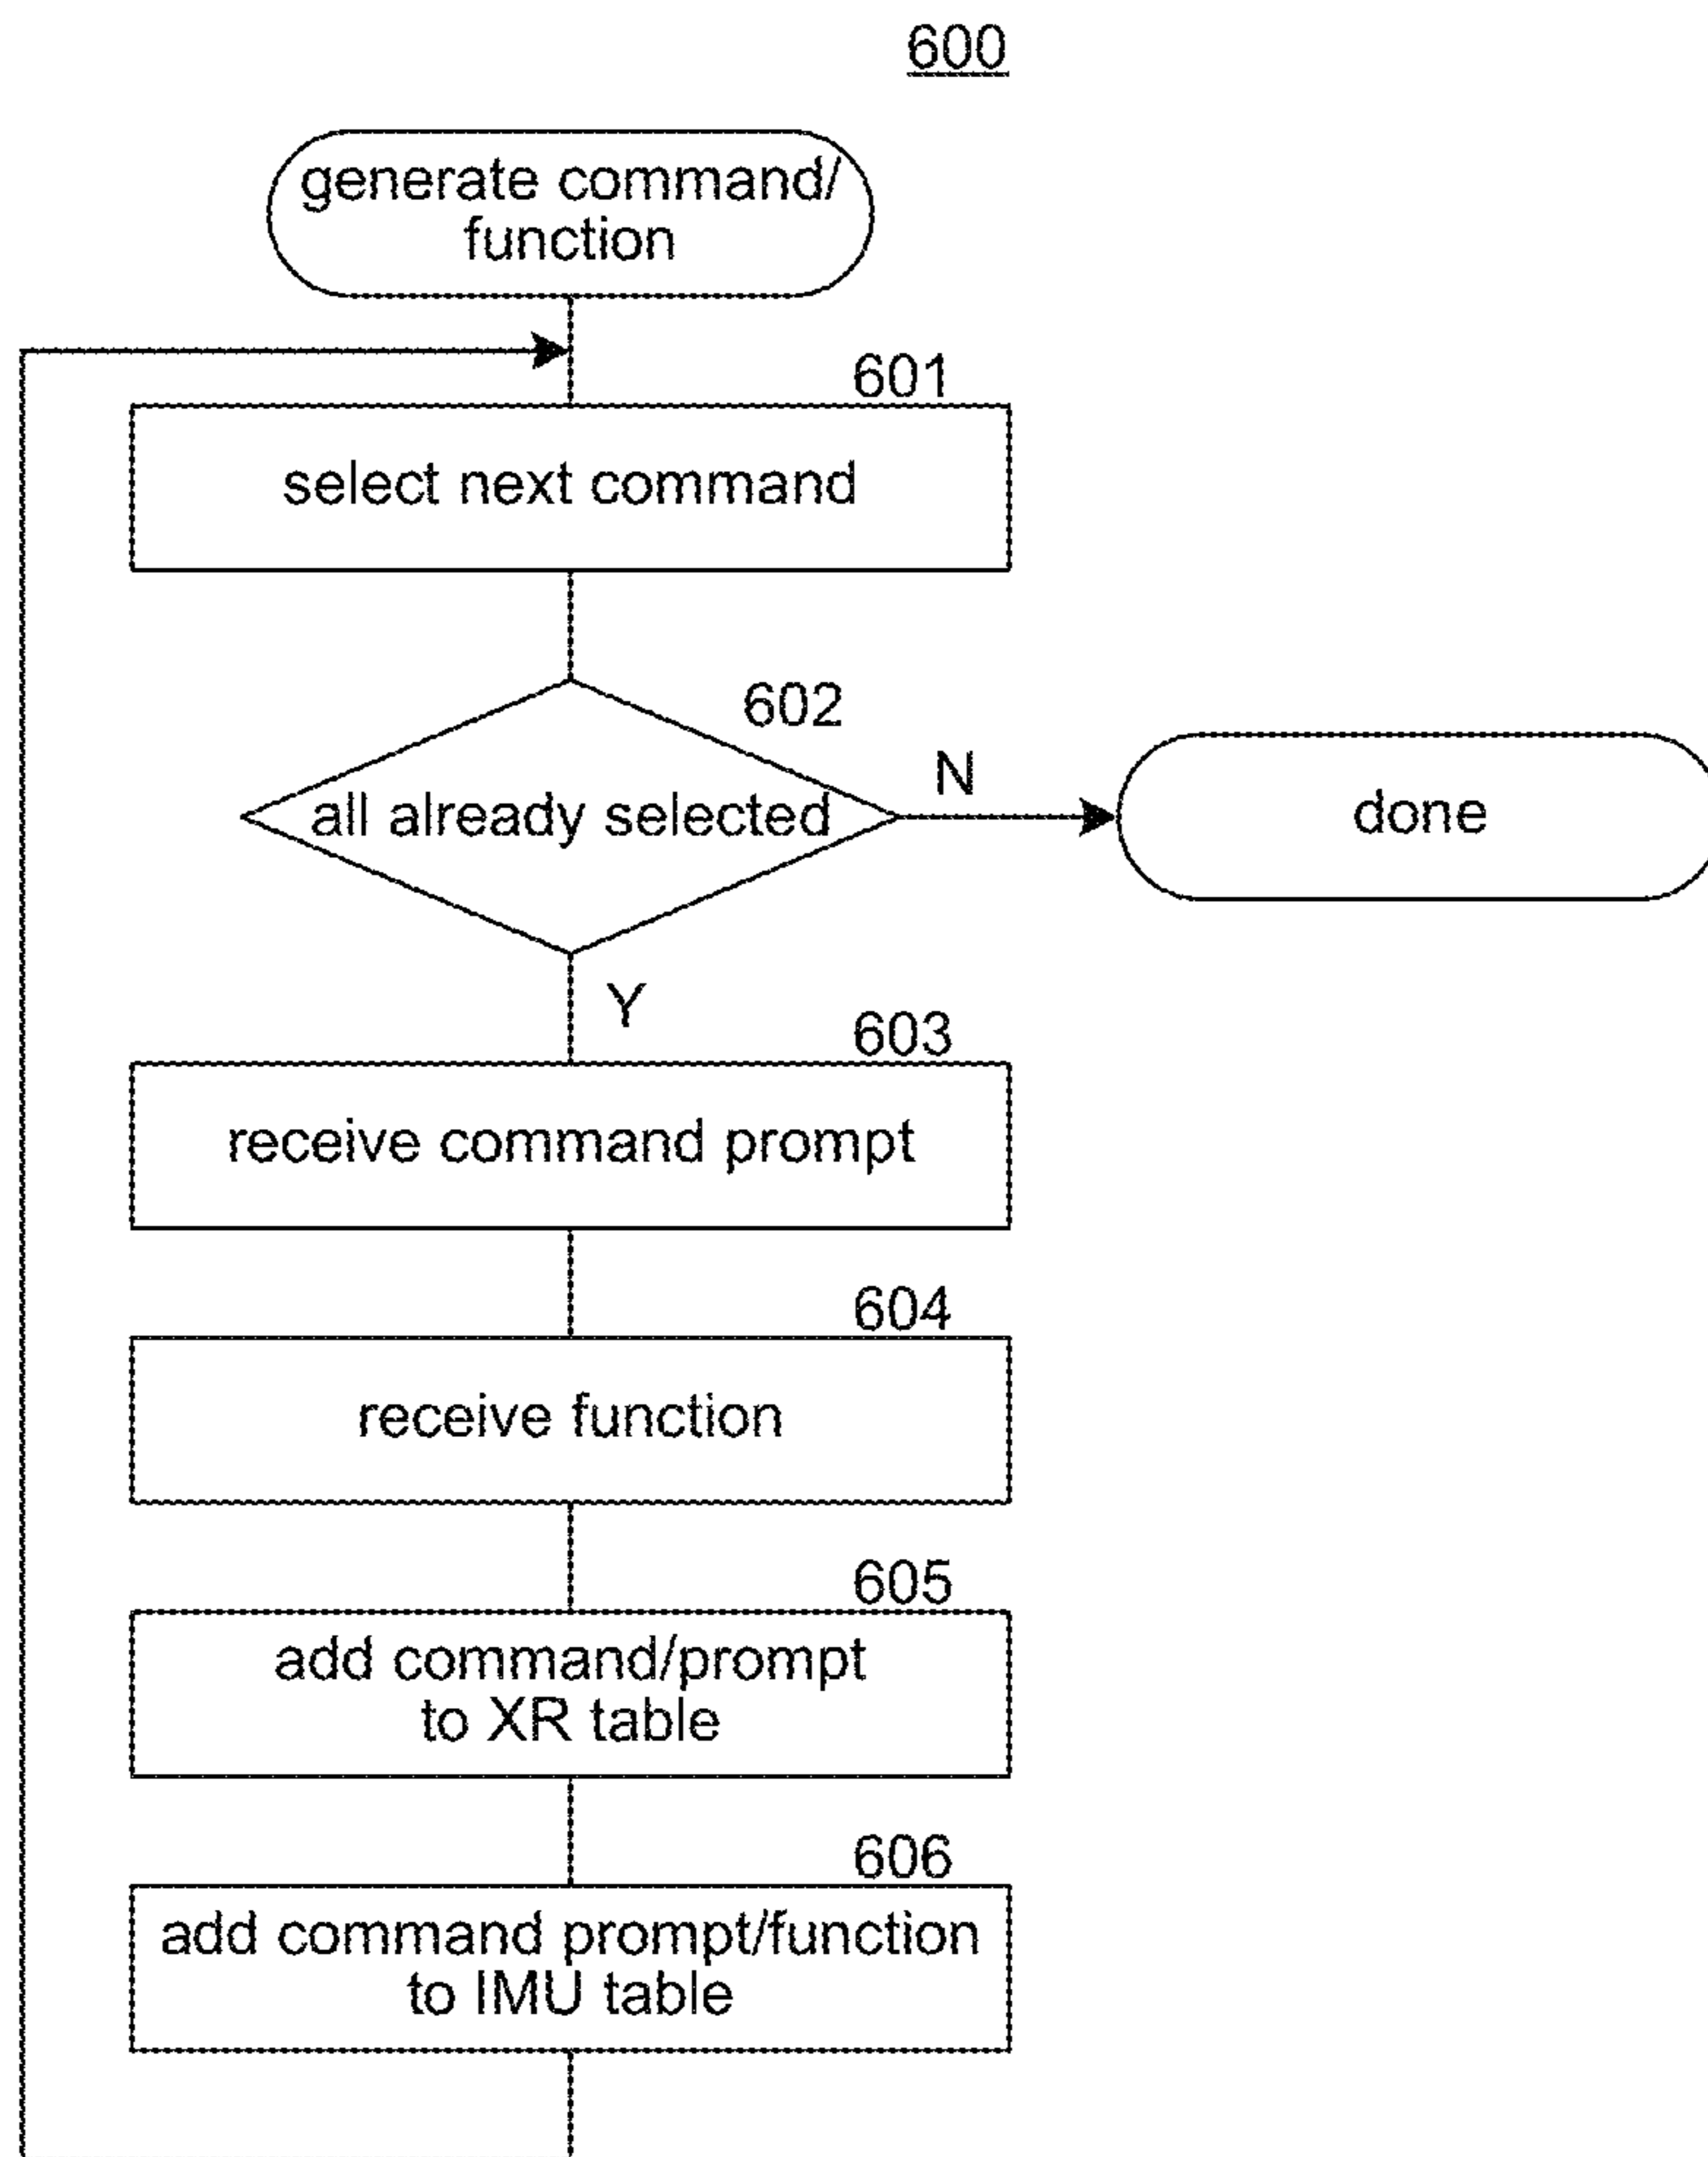 600
generate command/
function
601
select next command
602
all already selected
N
done
Y
603
receive command prompt
604
receive function
605
add command/prompt
to XR table
606
add command prompt/function
to IMU table